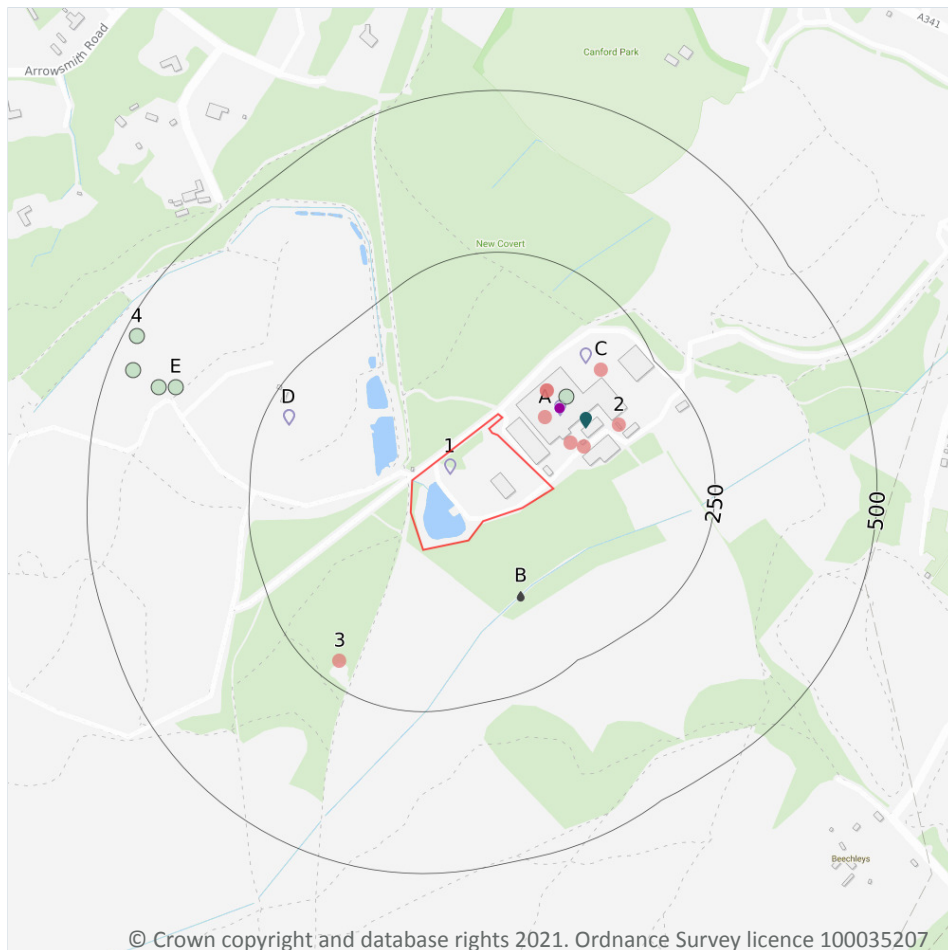 A341
Arrowsmith Road
Canford Park
New Covert
4
E
D
C
A
2
1
250
500
B
3
Beechleys
© Crown copyright and database rights 2021. Ordnance Survey licence 100035207